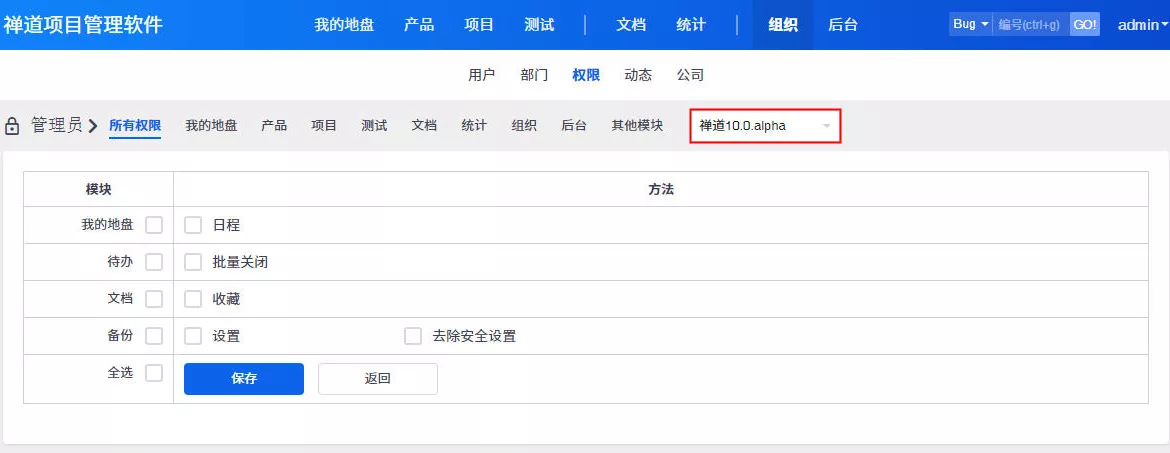 禅道项目管理软件 我的地盘 产品 项目 测试 文档 统计 组织 后台 Bug 编号(ctrl+g) GO! admin
用户 部门 权限 动态 公司
管理员 所有权限 我的地盘 产品 项目 测试 文档 统计 组织 后台 其他模块 禅道10.0.alpha
模块 方法
我的地盘 日程
待办 批量关闭
文档 收藏
备份 设置 去除安全设置
全选 保存 返回